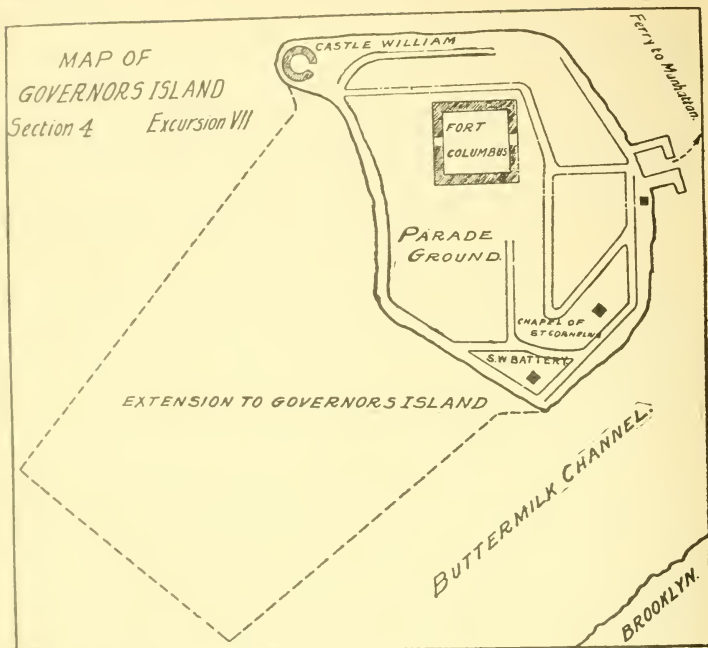 MAP OF
GOVERNORS ISLAND
Section 4 Excursion VII
CASTLE WILLIAM
Ferry to Manhattan.
FORT
COLUMBUS
PARADE
GROUND.
CHAPEL OF
ST. CORNELIUS
S.W BATTERY
EXTENSION TO GOVERNORS ISLAND
BUTTERMILK CHANNEL.
BROOKLYN.